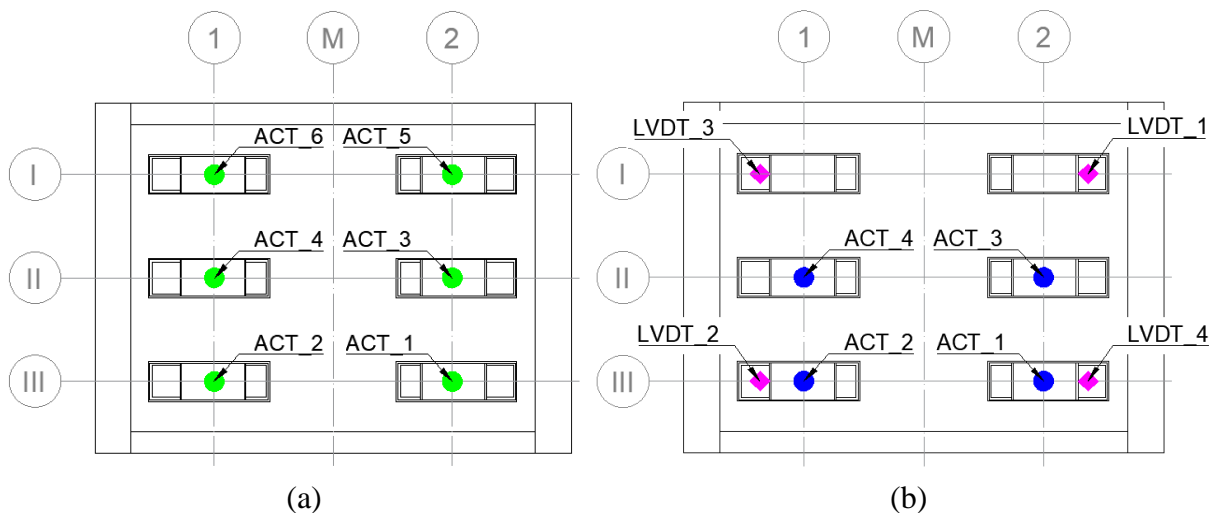 1 M 2
ACT_6 ACT_5
I
ACT_4 ACT_3
II
ACT_2 ACT_1
III
(a)
1 M 2
LVDT_3 LVDT_1
I
ACT_4 ACT_3
II
LVDT_2 ACT_2 ACT_1 LVDT_4
III
(b)